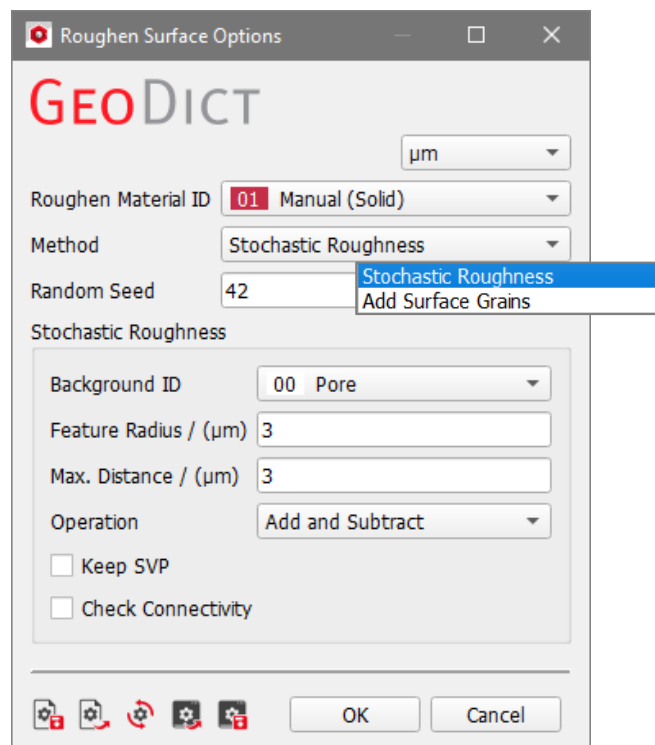 Roughen Surface Options
GEODICT
µm
Roughen Material ID 01 Manual (Solid)
Method Stochastic Roughness
Stochastic Roughness
Add Surface Grains
Random Seed 42
Stochastic Roughness
Background ID 00 Pore
Feature Radius / (µm) 3
Max. Distance / (µm) 3
Operation Add and Subtract
Keep SVP
Check Connectivity
OK Cancel